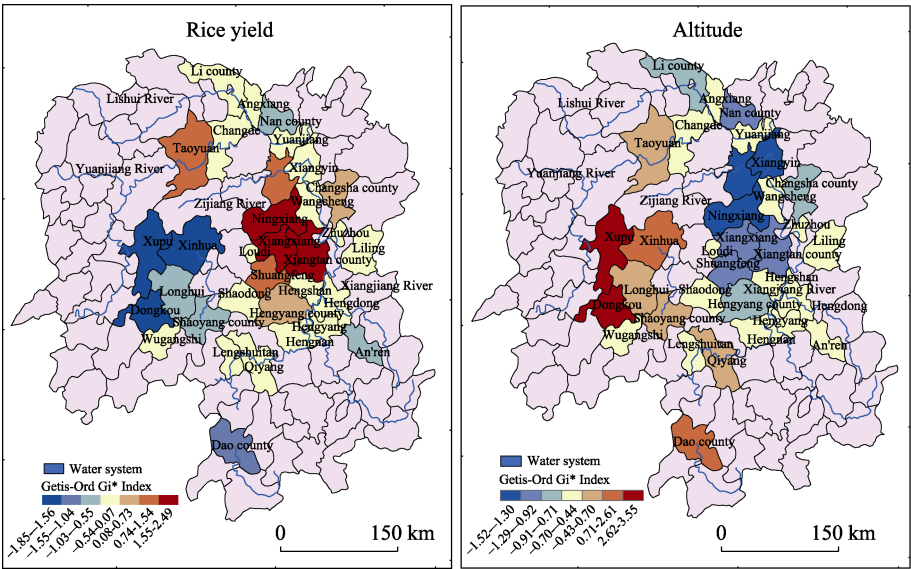 Rice yield
Li county
Lishui River
Angxiang
Nan county
Changde
Yuanjiang
Taoyuan
Yuanjiang River
Xiangyin
Changsha county
Wangcheng
Zijiang River
Ningxiang
Zhuzhou
Xupu
Xinhua
Xiangxiang
Liling
Loudi
Xiangtan county
Shuangfeng
Xiangjiang River
Longhui
Shaodong
Hengshan
Hengdong
Dongkou
Hengyang county
Shaoyang county
Hengyang
Wugangshi
Hengnan
Lengshuitan
An'ren
Qiyang
Dao county
Water system
Getis-Ord Gi* Index
−1.85–−1.56
−1.55–−1.04
−1.03–−0.55
−0.54-0.07
0.08-0.73
0.74-1.54
1.55-2.49
0 150 km
Altitude
Li county
Lishui River
Angxiang
Nan county
Changde
Yuanjiang
Taoyuan
Xiangyin
Yuanjiang River
Changsha county
Wangcheng
Zijiang River
Ningxiang
Zhuzhou
Xupu
Xinhua
Xiangxiang
Liling
Loudi
Xiangtan county
Shuangfeng
Hengshan
Longhui
Shaodong
Xiangjiang River
Dongkou
Hengyang county
Hengdong
Shaoyang county
Hengyang
Wugangshi
Hengnan
Lengshuitan
An'ren
Qiyang
Dao county
Water system
Getis-Ord Gi* Index
−1.52–−1.30
−1.29–−0.92
−0.91–−0.71
−0.70–−0.44
−0.43-0.70
0.71-2.61
2.62-3.55
0 150 km